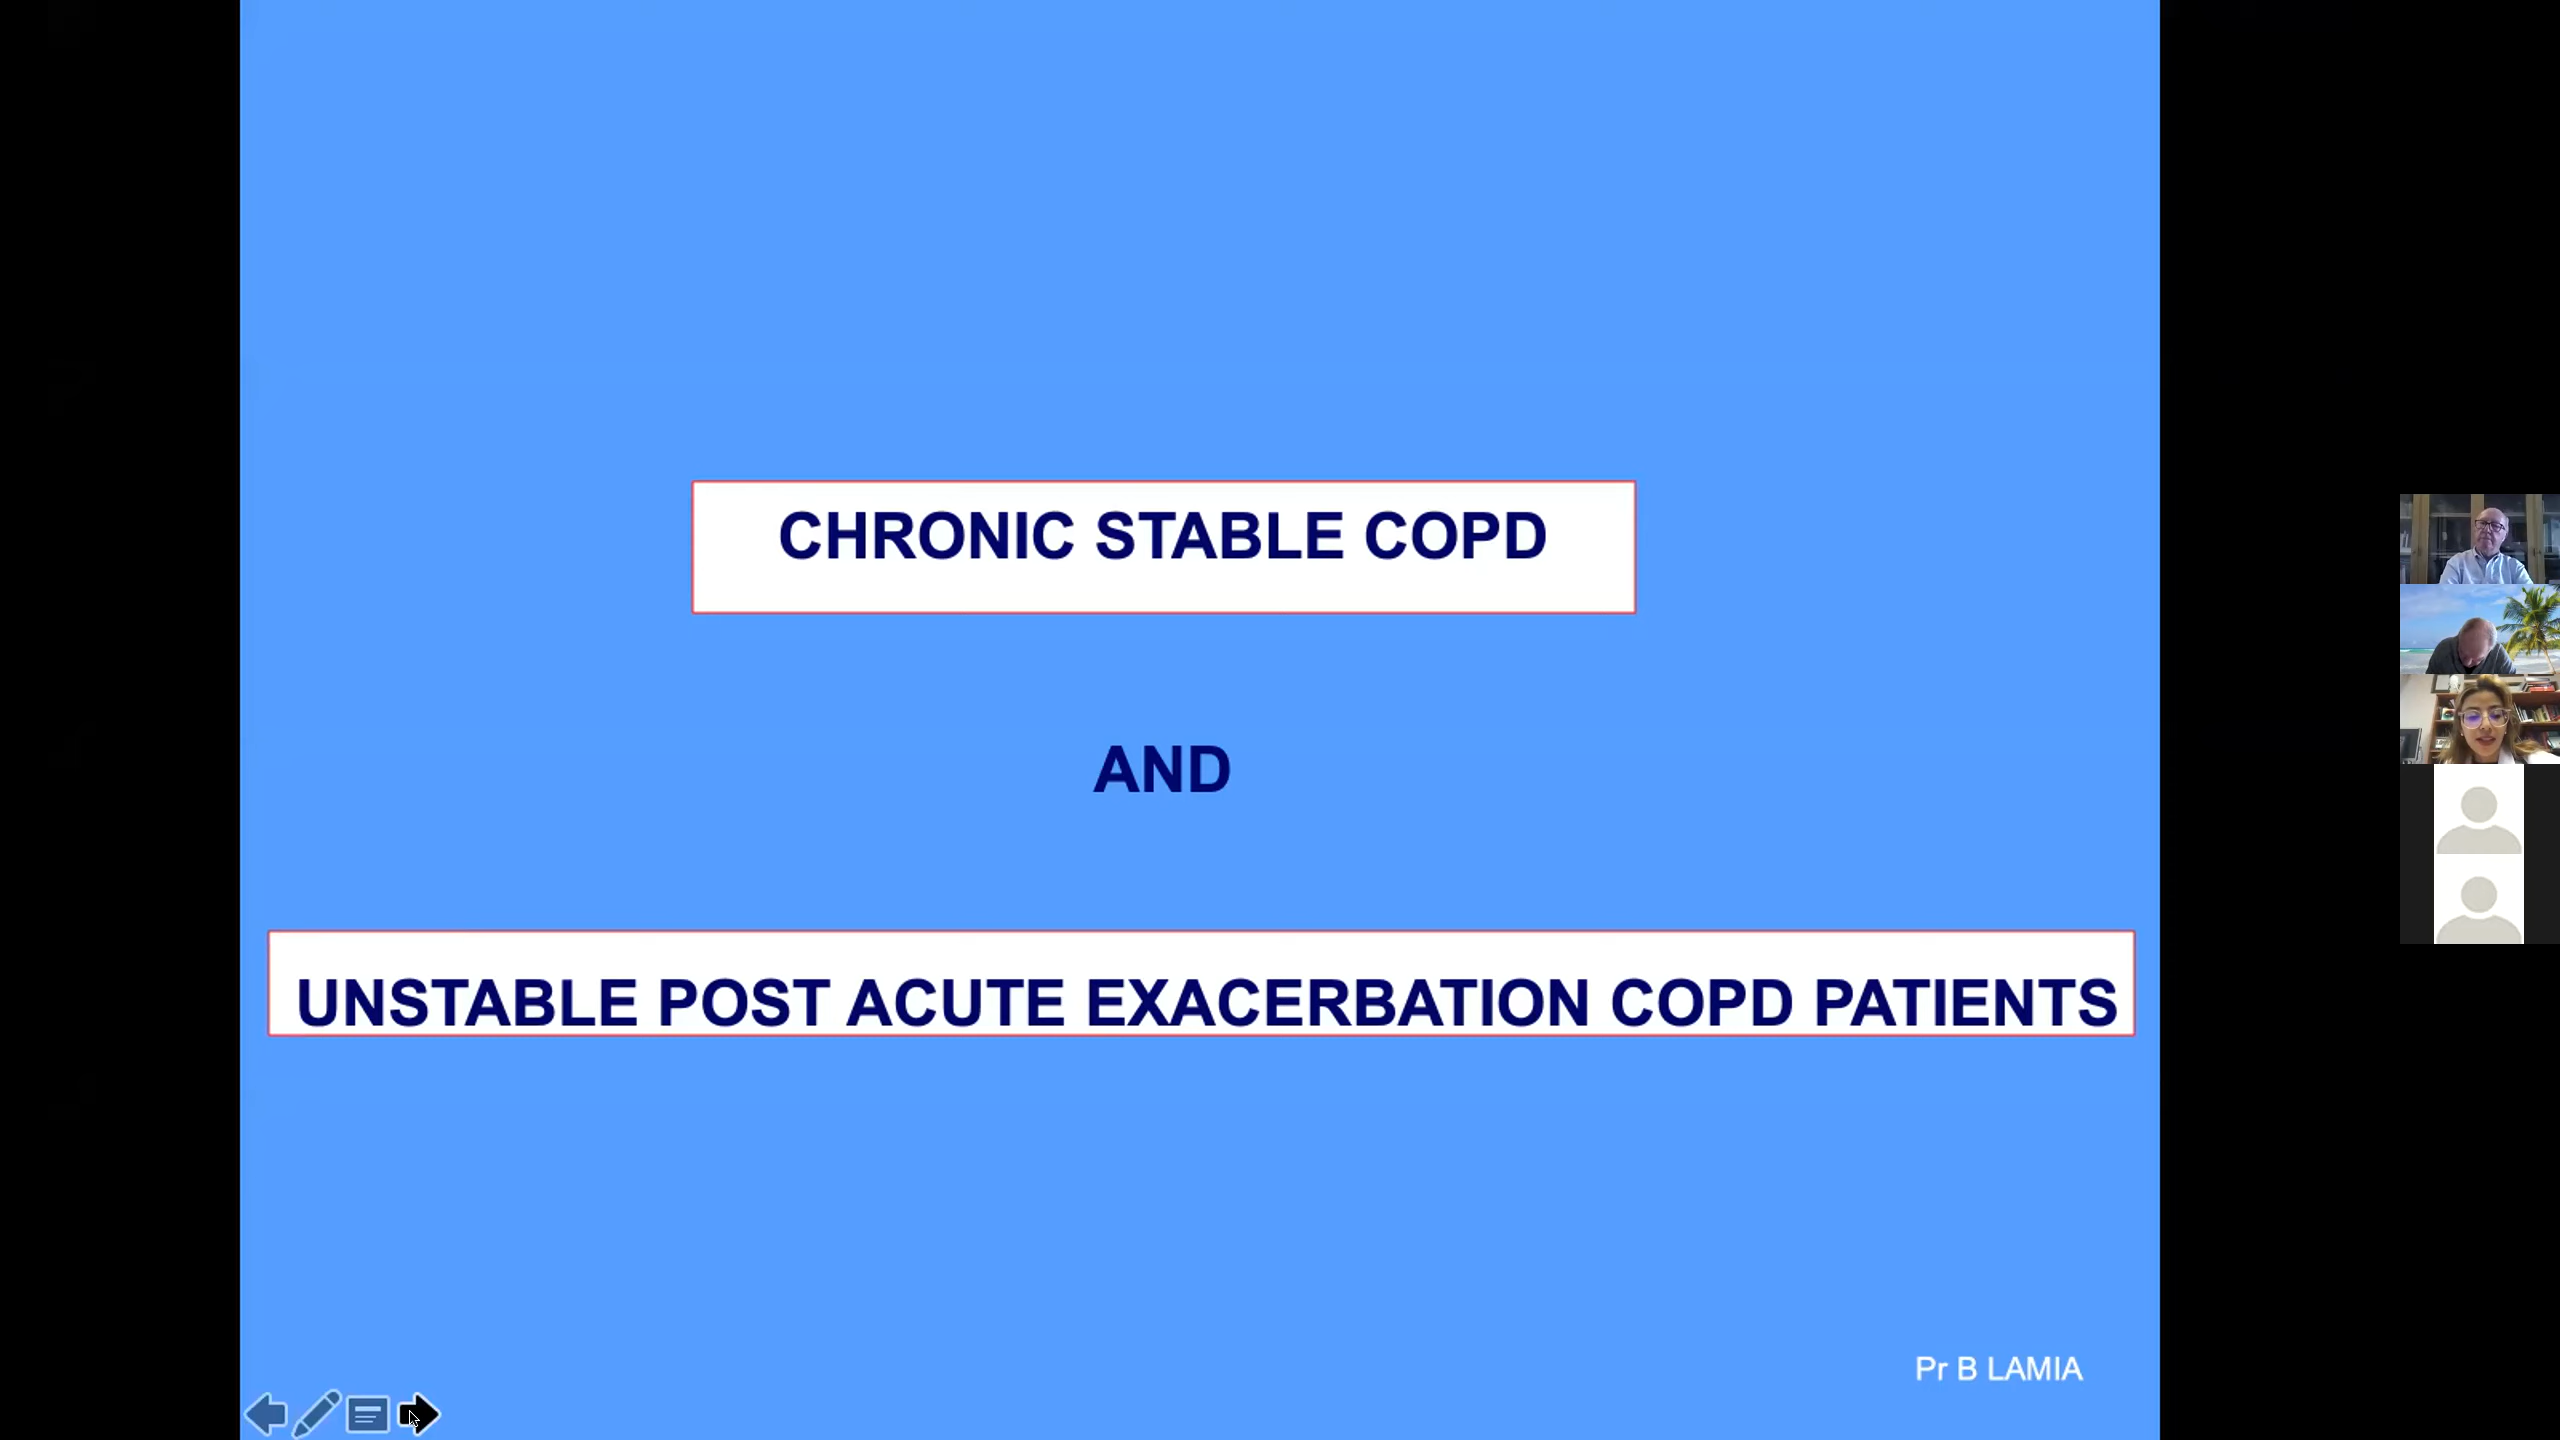 CHRONIC STABLE COPD
AND
UNSTABLE POST ACUTE EXACERBATION COPD PATIENTS
Pr B LAMIA